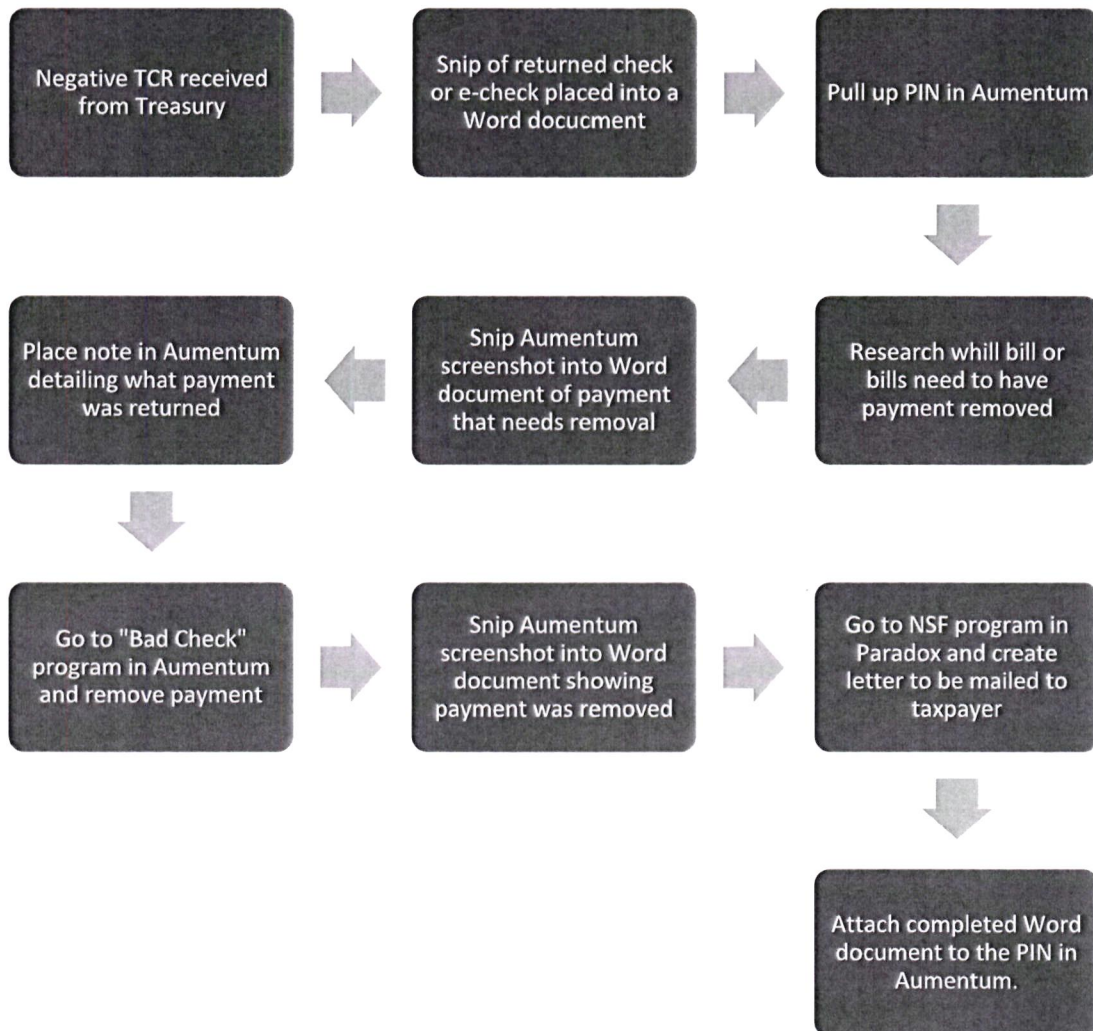 Negative TCR received
from Treasury
Snip of returned check
or e-check placed into a
Word docucment
Pull up PIN in Aumentum
Research whill bill or
bills need to have
payment removed
Snip Aumentum
screenshot into Word
document of payment
that needs removal
Place note in Aumentum
detailing what payment
was returned
Go to "Bad Check"
program in Aumentum
and remove payment
Snip Aumentum
screenshot into Word
document showing
payment was removed
Go to NSF program in
Paradox and create
letter to be mailed to
taxpayer
Attach completed Word
document to the PIN in
Aumentum.